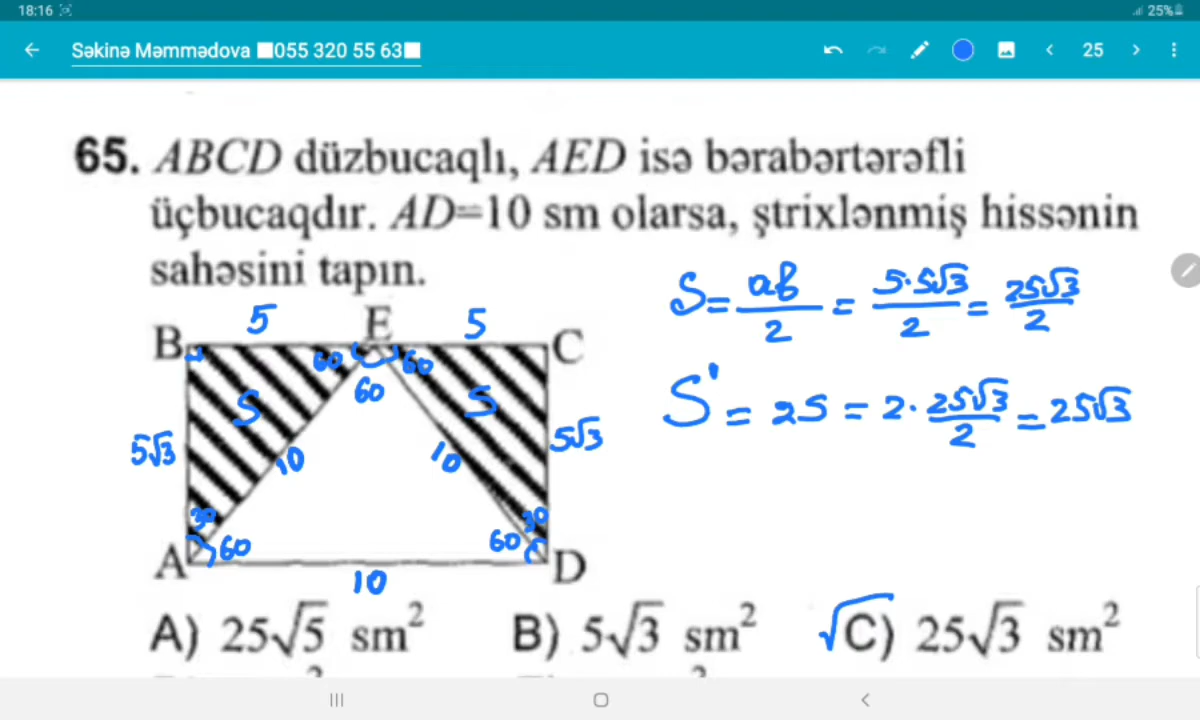 18:16 25%
Səkinə Məmmədova ■055 320 55 63■ 25
65. ABCD düzbucaqlı, AED isə bərabərtərəfli
üçbucaqdır. AD=10 sm olarsa, ştrixlənmiş hissənin
sahəsini tapın.
S = ab/2 = 5·5√3/2 = 25√3/2
S' = 2S = 2·25√3/2 = 25√3
5 E 5
B C
60 60
60
S S
5√3 10 10 5√3
30 30
60 60
A D
10
A) 25√5 sm² B) 5√3 sm² √C) 25√3 sm²